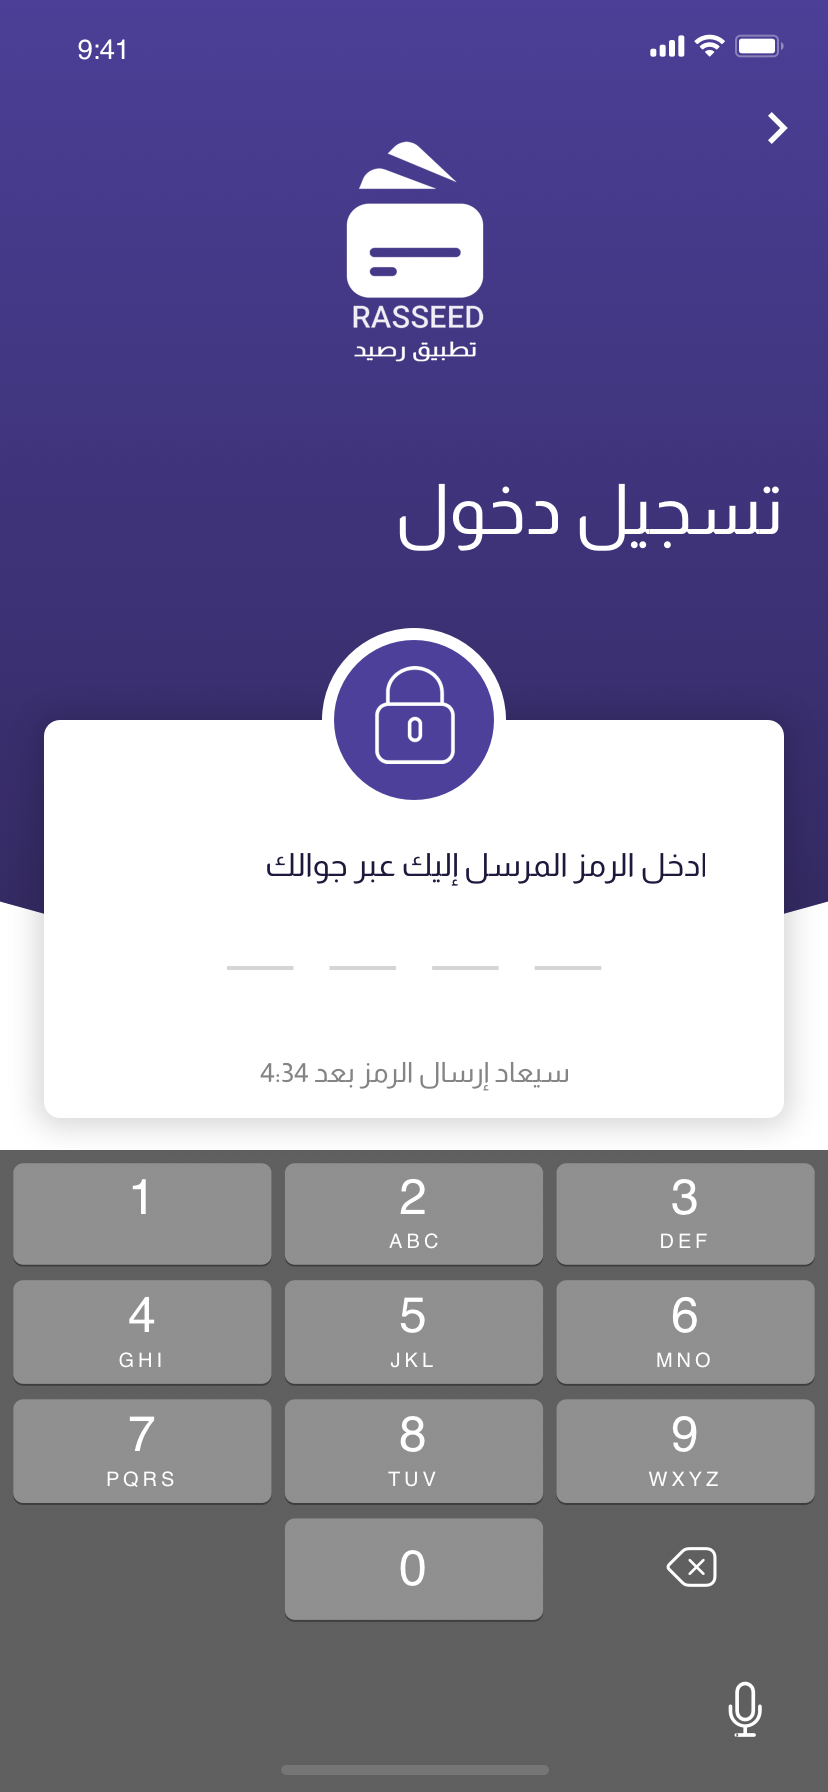 9:41
RASSEED
تطبيق رصيد
تسجيل دخول
ادخل الرمز المرسل إليك عبر جوالك
سيعاد إرسال الرمز بعد 4:34
1
2
ABC
3
DEF
4
GHI
5
JKL
6
MNO
7
PQRS
8
TUV
9
WXYZ
0